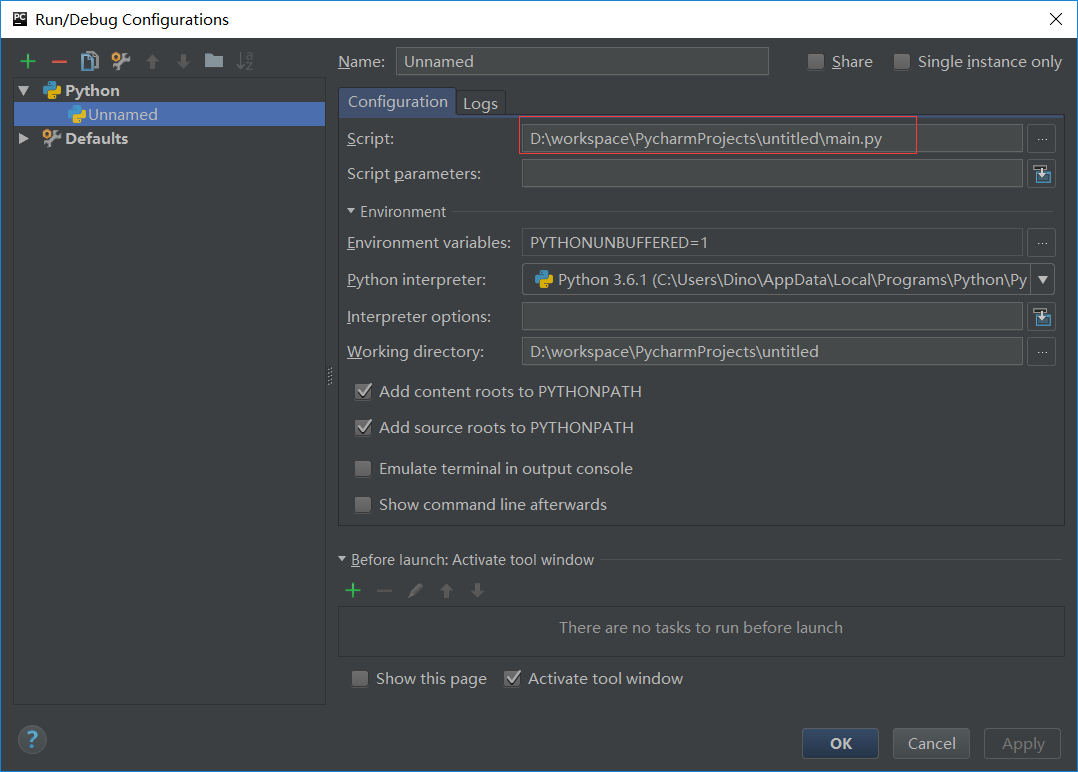 PC Run/Debug Configurations
Name: Unnamed Share Single instance only
Python
Unnamed
Defaults
Configuration Logs
Script: D:\workspace\PycharmProjects\untitled\main.py ...
Script parameters:
Environment
Environment variables: PYTHONUNBUFFERED=1 ...
Python interpreter: Python 3.6.1 (C:\Users\Dino\AppData\Local\Programs\Python\Py
Interpreter options:
Working directory: D:\workspace\PycharmProjects\untitled ...
Add content roots to PYTHONPATH
Add source roots to PYTHONPATH
Emulate terminal in output console
Show command line afterwards
Before launch: Activate tool window
There are no tasks to run before launch
Show this page Activate tool window
? OK Cancel Apply